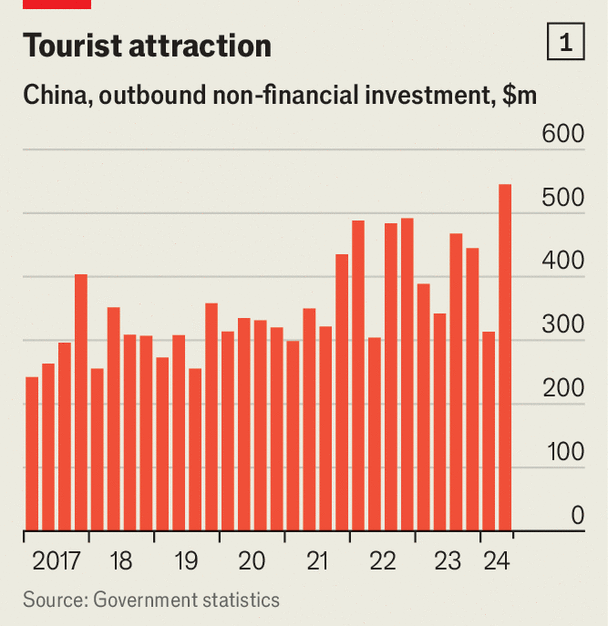 Tourist attraction
1
China, outbound non-financial investment, $m
600
500
400
300
200
100
0
2017 18 19 20 21 22 23 24
Source: Government statistics